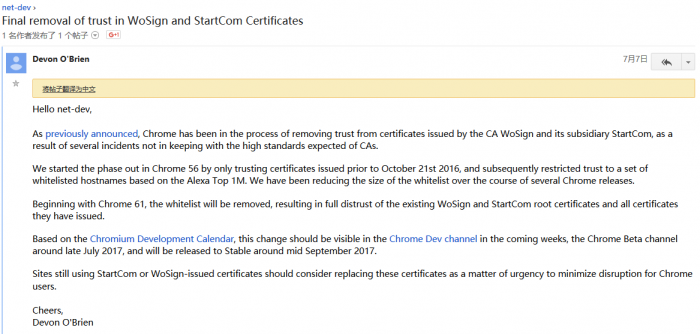 net-dev ›
Final removal of trust in WoSign and StartCom Certificates
1 名作者发布了 1 个帖子 G+1
Devon O'Brien 7月7日
将帖子翻译为中文
Hello net-dev,
As previously announced, Chrome has been in the process of removing trust from certificates issued by the CA WoSign and its subsidiary StartCom, as a
result of several incidents not in keeping with the high standards expected of CAs.
We started the phase out in Chrome 56 by only trusting certificates issued prior to October 21st 2016, and subsequently restricted trust to a set of
whitelisted hostnames based on the Alexa Top 1M. We have been reducing the size of the whitelist over the course of several Chrome releases.
Beginning with Chrome 61, the whitelist will be removed, resulting in full distrust of the existing WoSign and StartCom root certificates and all certificates
they have issued.
Based on the Chromium Development Calendar, this change should be visible in the Chrome Dev channel in the coming weeks, the Chrome Beta channel
around late July 2017, and will be released to Stable around mid September 2017.
Sites still using StartCom or WoSign-issued certificates should consider replacing these certificates as a matter of urgency to minimize disruption for Chrome
users.
Cheers,
Devon O'Brien